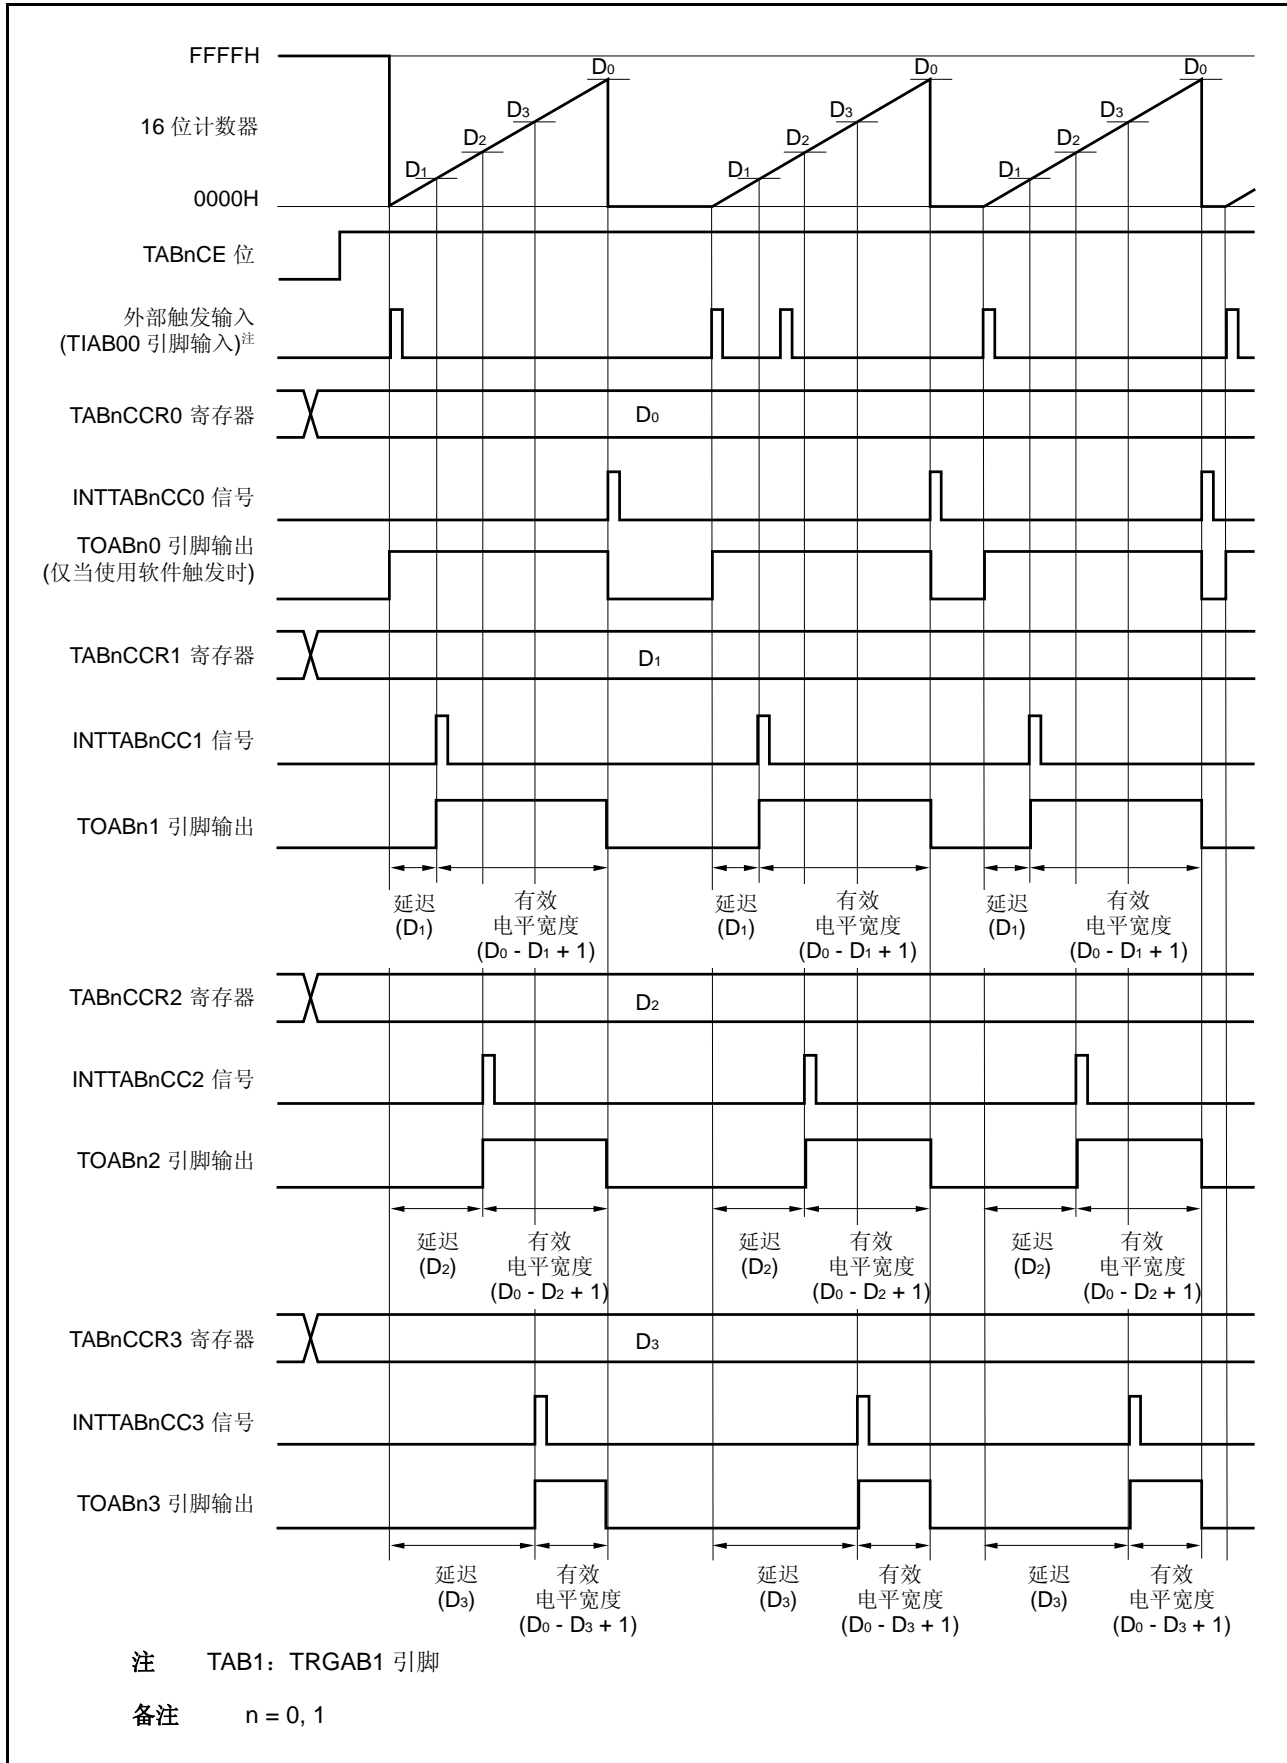 FFFFH
D0 D0 D0
D3 D3 D3
16 位计数器
D2 D2 D2
D1 D1 D1
0000H
TABnCE 位
外部触发输入
(TIAB00 引脚输入)注
TABnCCR0 寄存器
D0
INTTABnCC0 信号
TOABn0 引脚输出
(仅当使用软件触发时)
TABnCCR1 寄存器
D1
INTTABnCC1 信号
TOABn1 引脚输出
延迟 有效 延迟 有效 延迟 有效
(D1) 电平宽度 (D1) 电平宽度 (D1) 电平宽度
(D0 - D1 + 1) (D0 - D1 + 1) (D0 - D1 + 1)
TABnCCR2 寄存器
D2
INTTABnCC2 信号
TOABn2 引脚输出
延迟 有效 延迟 有效 延迟 有效
(D2) 电平宽度 (D2) 电平宽度 (D2) 电平宽度
(D0 - D2 + 1) (D0 - D2 + 1) (D0 - D2 + 1)
TABnCCR3 寄存器
D3
INTTABnCC3 信号
TOABn3 引脚输出
延迟 有效 延迟 有效 延迟 有效
(D3) 电平宽度 (D3) 电平宽度 (D3) 电平宽度
(D0 - D3 + 1) (D0 - D3 + 1) (D0 - D3 + 1)
注 TAB1：TRGAB1 引脚
备注 n = 0, 1